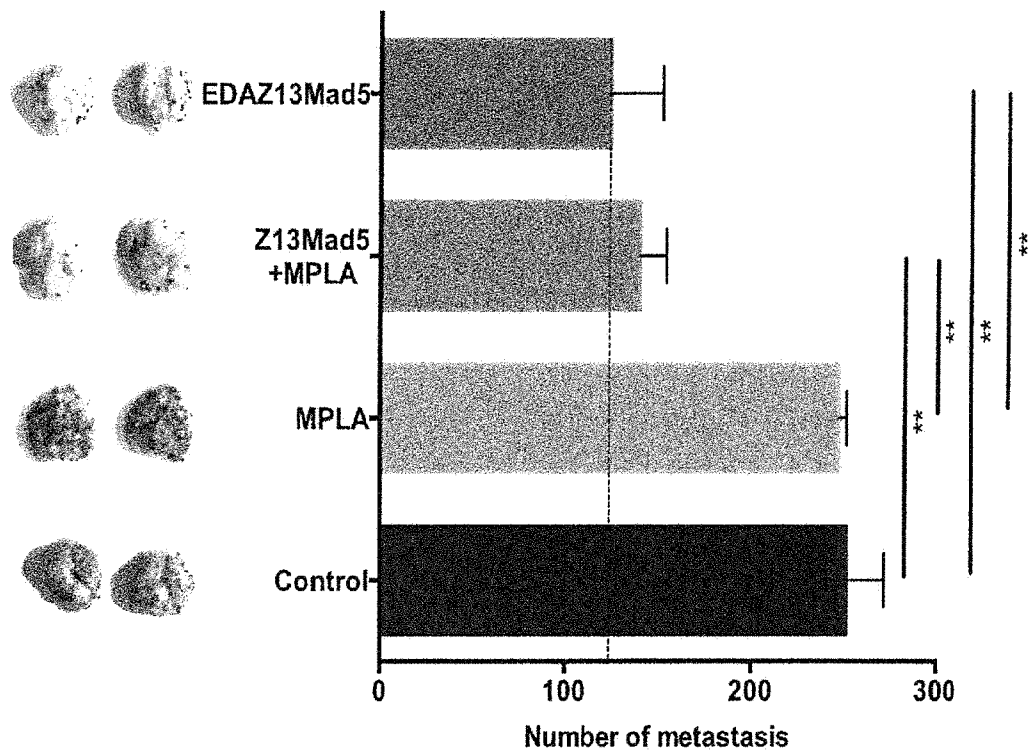 EDAZ13Mad5
Z13Mad5
+MPLA
MPLA
Control
**
**
**
**
0
100
200
300
Number of metastasis